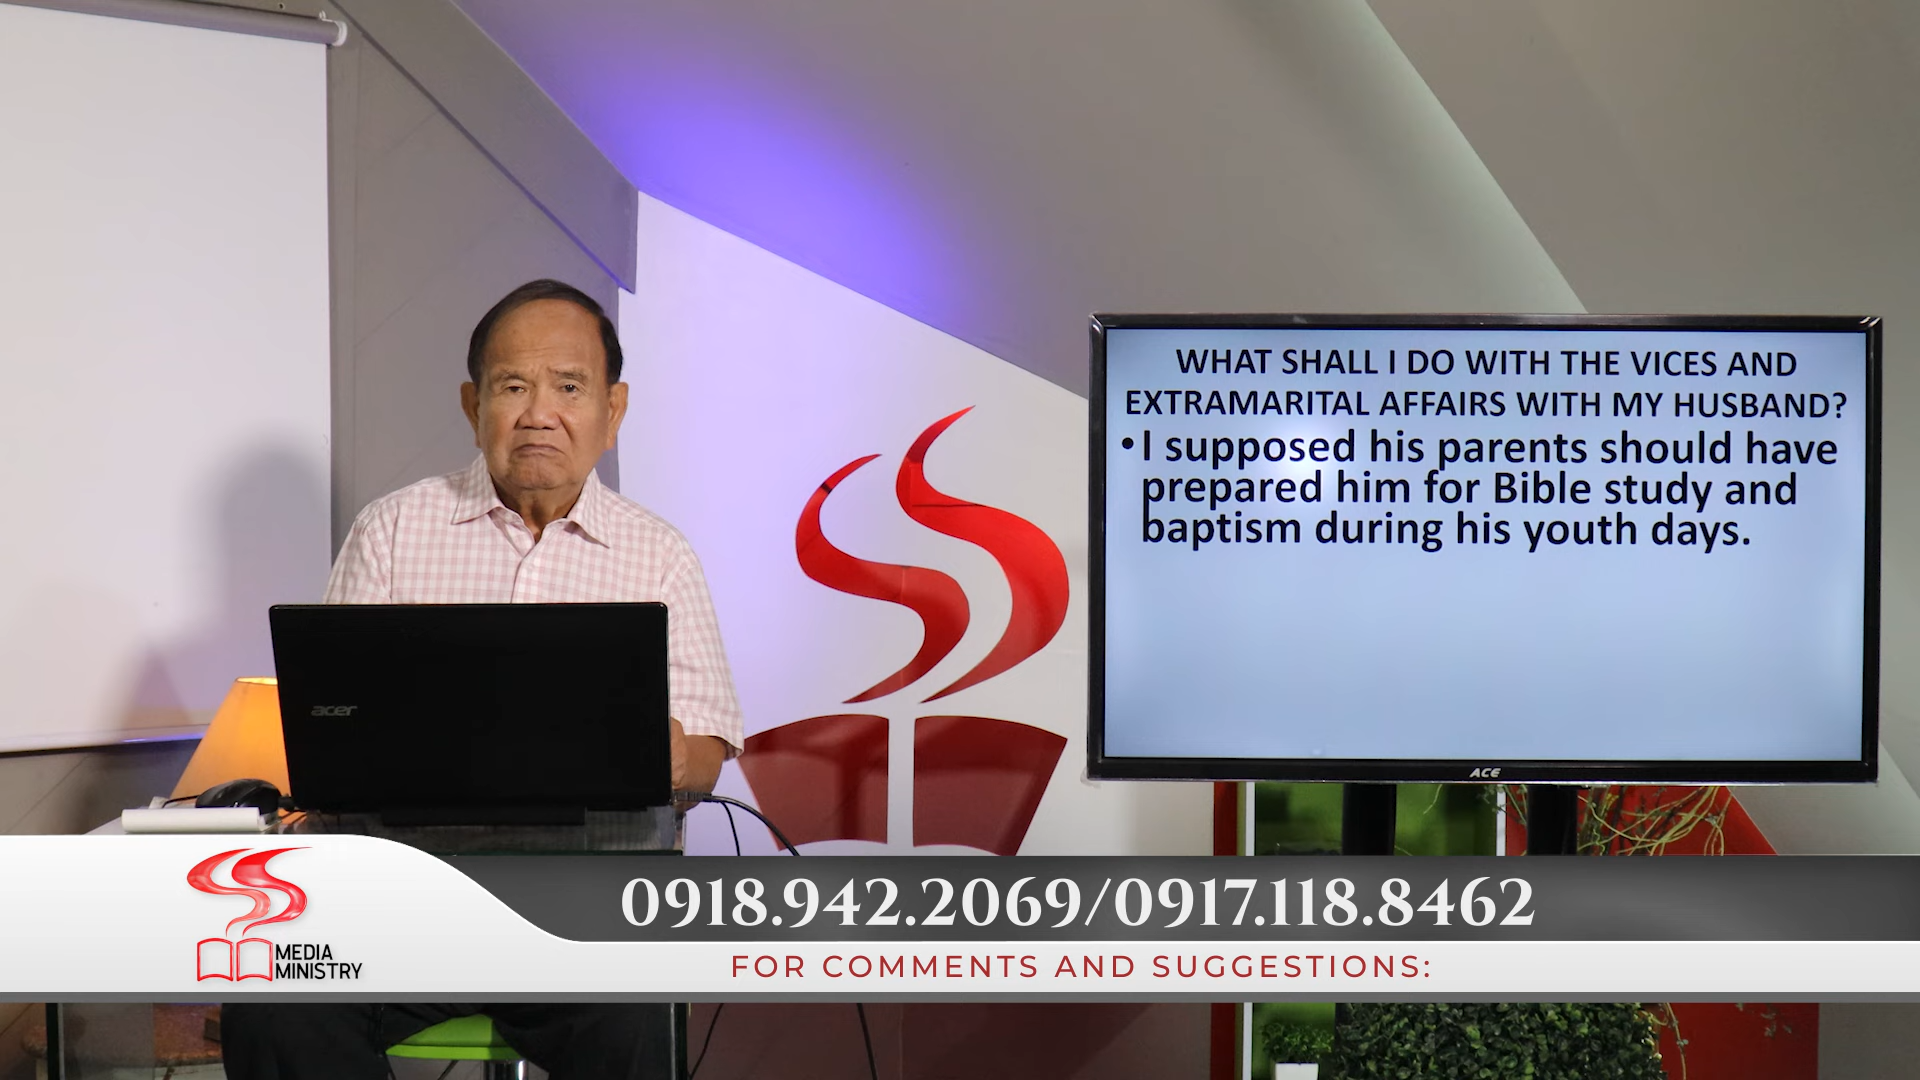 WHAT SHALL I DO WITH THE VICES AND
EXTRAMARITAL AFFAIRS WITH MY HUSBAND?
•I supposed his parents should have
prepared him for Bible study and
baptism during his youth days.
ACE
acer
0918.942.2069/0917.118.8462
MEDIA
MINISTRY
FOR COMMENTS AND SUGGESTIONS: